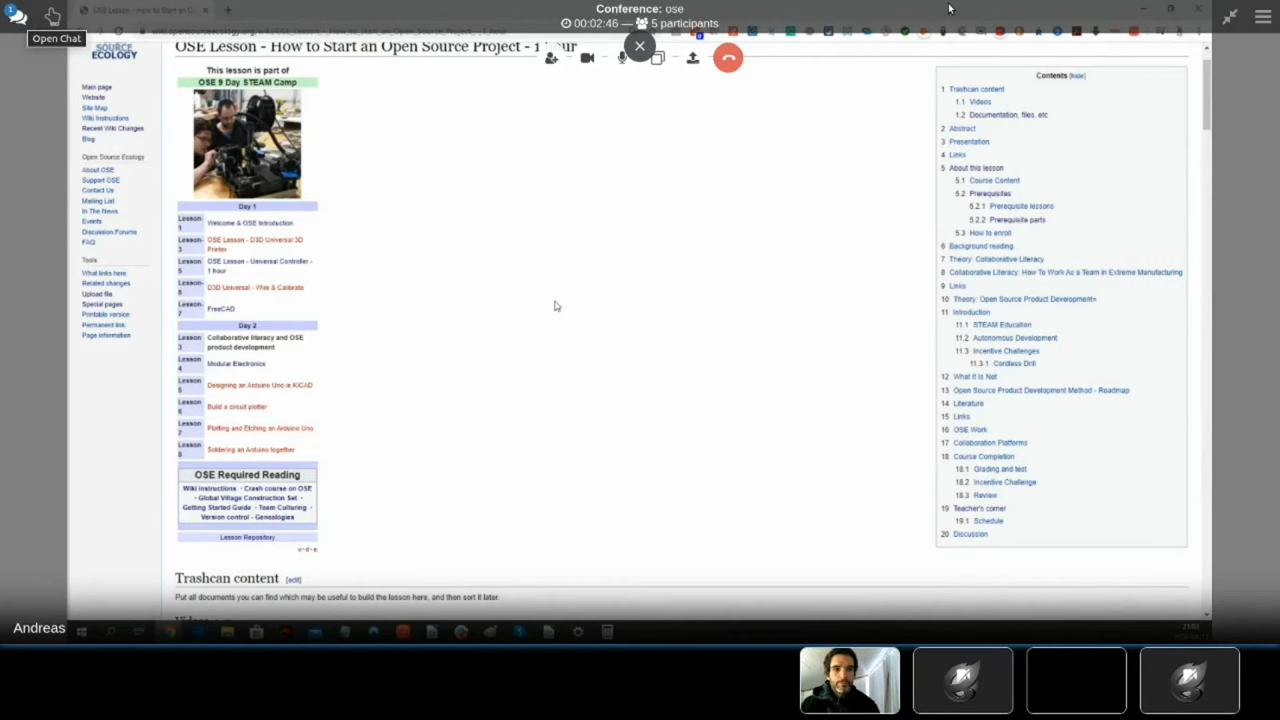 1
OSE Lesson - How to Start an Op
Conference: ose
00:02:46 — 5 participants
Open Chat
SOURCE
ECOLOGY
OSE Lesson - How to Start an Open Source Project - 1
Main page
Website
Site Map
Wiki Instructions
Recent Wiki Changes
Blog
Open Source Ecology
About OSE
Support OSE
Contact Us
Mailing List
In The News
Events
Discussion Forums
FAQ
Tools
What links here
Related changes
Upload file
Special pages
Printable version
Permanent link
Page information
This lesson is part of
OSE 9 Day STEAM Camp
Day 1
Lesson 1 Welcome & OSE Introduction
Lesson 3 OSE Lesson - D3D Universal 3D
Printer
Lesson 5 OSE Lesson - Universal Controller -
1 hour
Lesson 6 D3D Universal - Wire & Calibrate
Lesson 7 FreeCAD
Day 2
Lesson 3 Collaborative literacy and OSE
product development
Lesson 4 Modular Electronics
Lesson 5 Designing an Arduino Uno in KiCAD
Lesson 6 Build a circuit plotter
Lesson 7 Plotting and Etching an Arduino Uno
Lesson 8 Soldering an Arduino together
OSE Required Reading
Wiki instructions · Crash course on OSE
· Global Village Construction Set ·
Getting Started Guide · Team Culturing ·
Version control · Genealogies
Lesson Repository
v·d·e
Trashcan content [edit]
Put all documents you can find which may be useful to build the lesson here, and then sort it later.
Contents [hide]
1 Trashcan content
1.1 Videos
1.2 Documentation, files, etc
2 Abstract
3 Presentation
4 Links
5 About this lesson
5.1 Course Content
5.2 Prerequisites
5.2.1 Prerequisite lessons
5.2.2 Prerequisite parts
5.3 How to enroll
6 Background reading
7 Theory: Collaborative Literacy
8 Collaborative Literacy: How To Work As a Team in Extreme Manufacturing
9 Links
10 Theory: Open Source Product Development=
11 Introduction
11.1 STEAM Education
11.2 Autonomous Development
11.3 Incentive Challenges
11.3.1 Cordless Drill
12 What It Is Not
13 Open Source Product Development Method - Roadmap
14 Literature
15 Links
16 OSE Work
17 Collaboration Platforms
18 Course Completion
18.1 Grading and test
18.2 Incentive Challenge
18.3 Review
19 Teacher's corner
19.1 Schedule
20 Discussion
Andreas